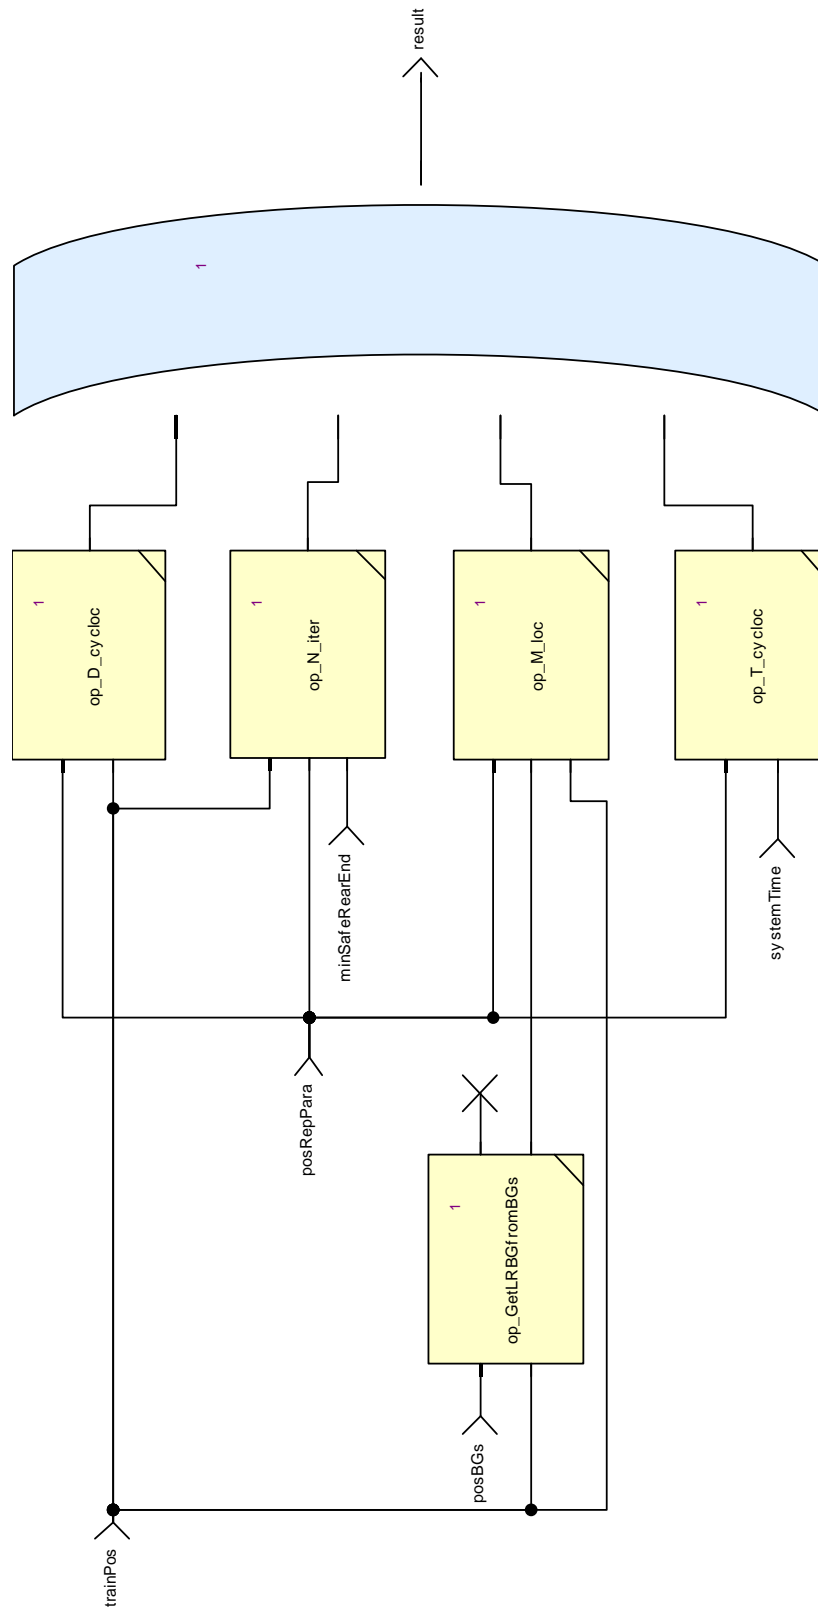 result
1
op_D_cycloc
1
op_N_iter
1
op_M_loc
1
op_T_cycloc
1
minSafeRearEnd
systemTime
posRepPara
op_GetLRBGfromBGs
1
posBGs
trainPos